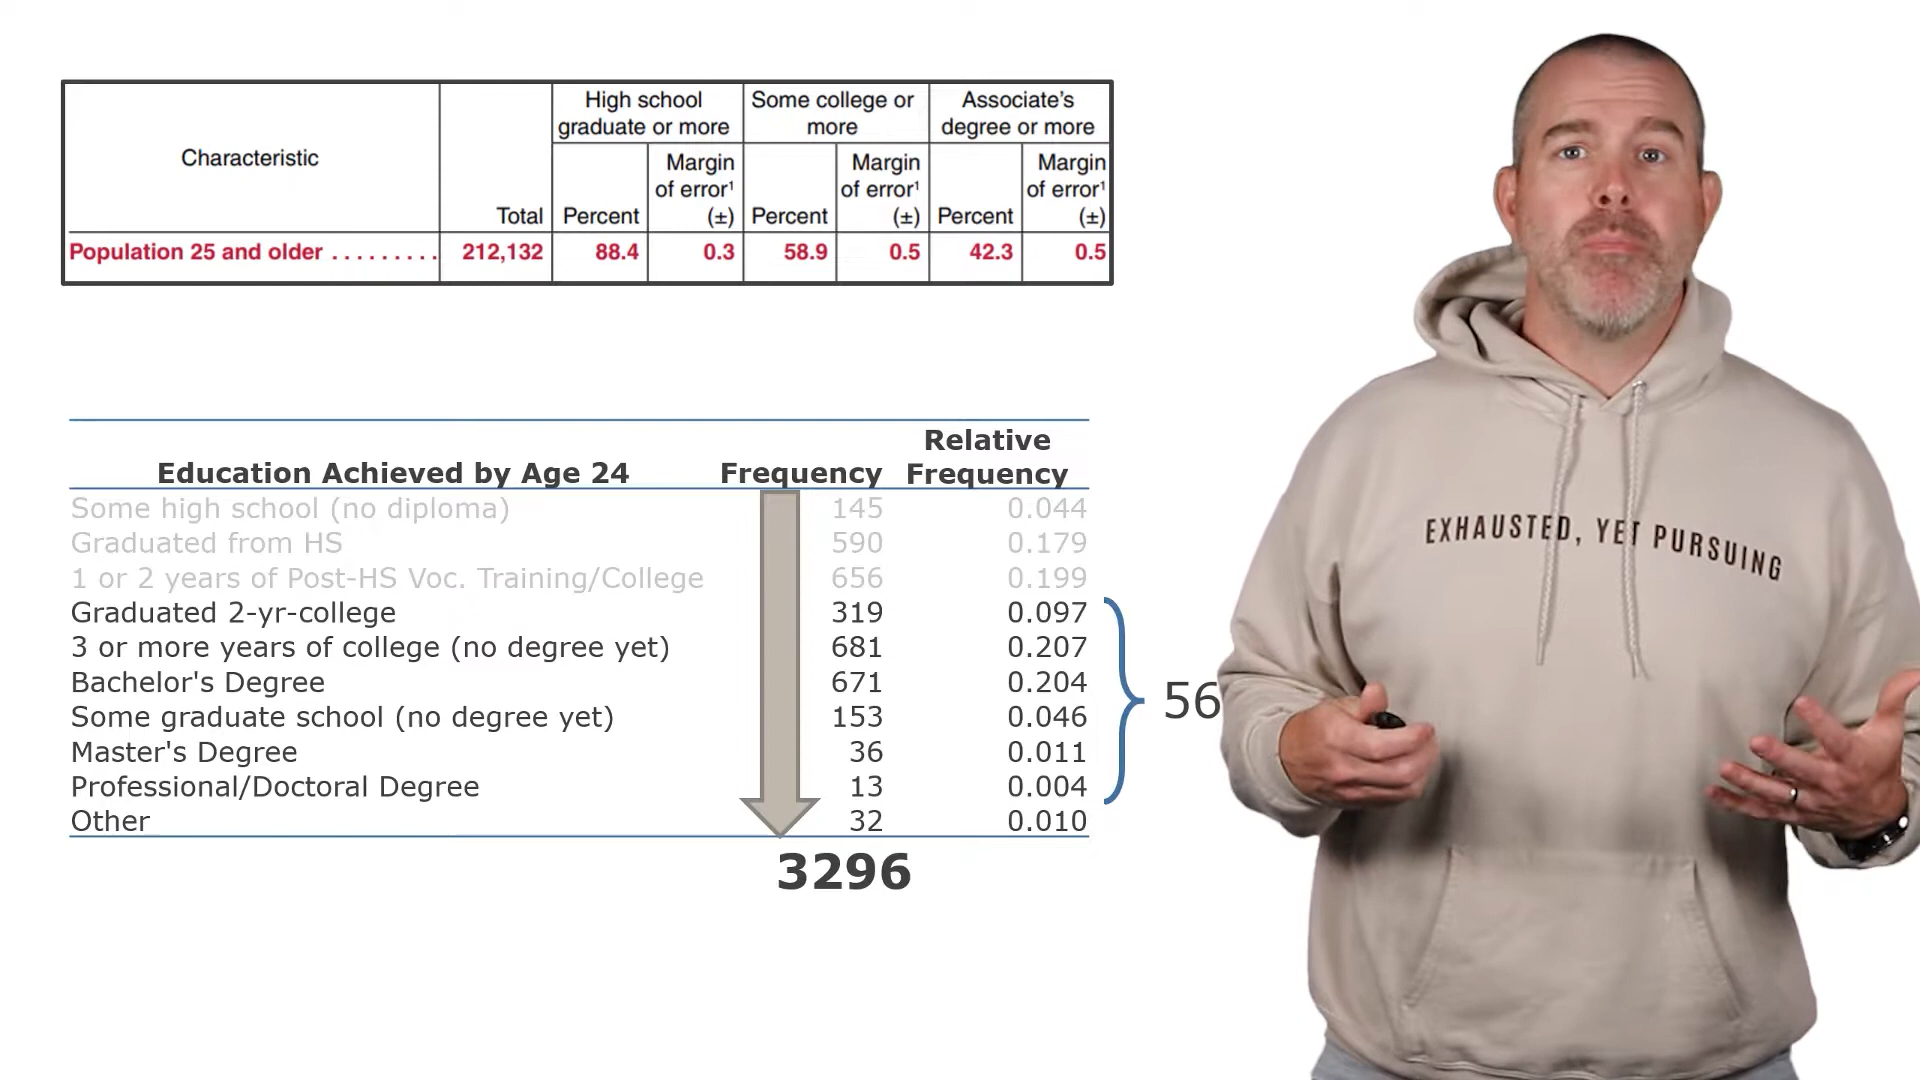 Characteristic
Total
High school
graduate or more
Some college or
more
Associate's
degree or more
Percent
Margin
of error¹
(±)
Percent
Margin
of error¹
(±)
Percent
Margin
of error¹
(±)
Population 25 and older ......... 212,132 88.4 0.3 58.9 0.5 42.3 0.5
Education Achieved by Age 24 Frequency Relative
Frequency
Some high school (no diploma) 145 0.044
Graduated from HS 590 0.179
1 or 2 years of Post-HS Voc. Training/College 656 0.199
Graduated 2-yr-college 319 0.097
3 or more years of college (no degree yet) 681 0.207
Bachelor's Degree 671 0.204
Some graduate school (no degree yet) 153 0.046
Master's Degree 36 0.011
Professional/Doctoral Degree 13 0.004
Other 32 0.010
3296
56
EXHAUSTED, YET PURSUING